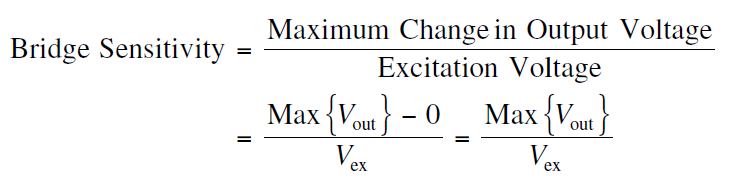 Bridge Sensitivity = Maximum Change in Output Voltage / Excitation Voltage
= Max{V_out} − 0 / V_ex = Max{V_out} / V_ex